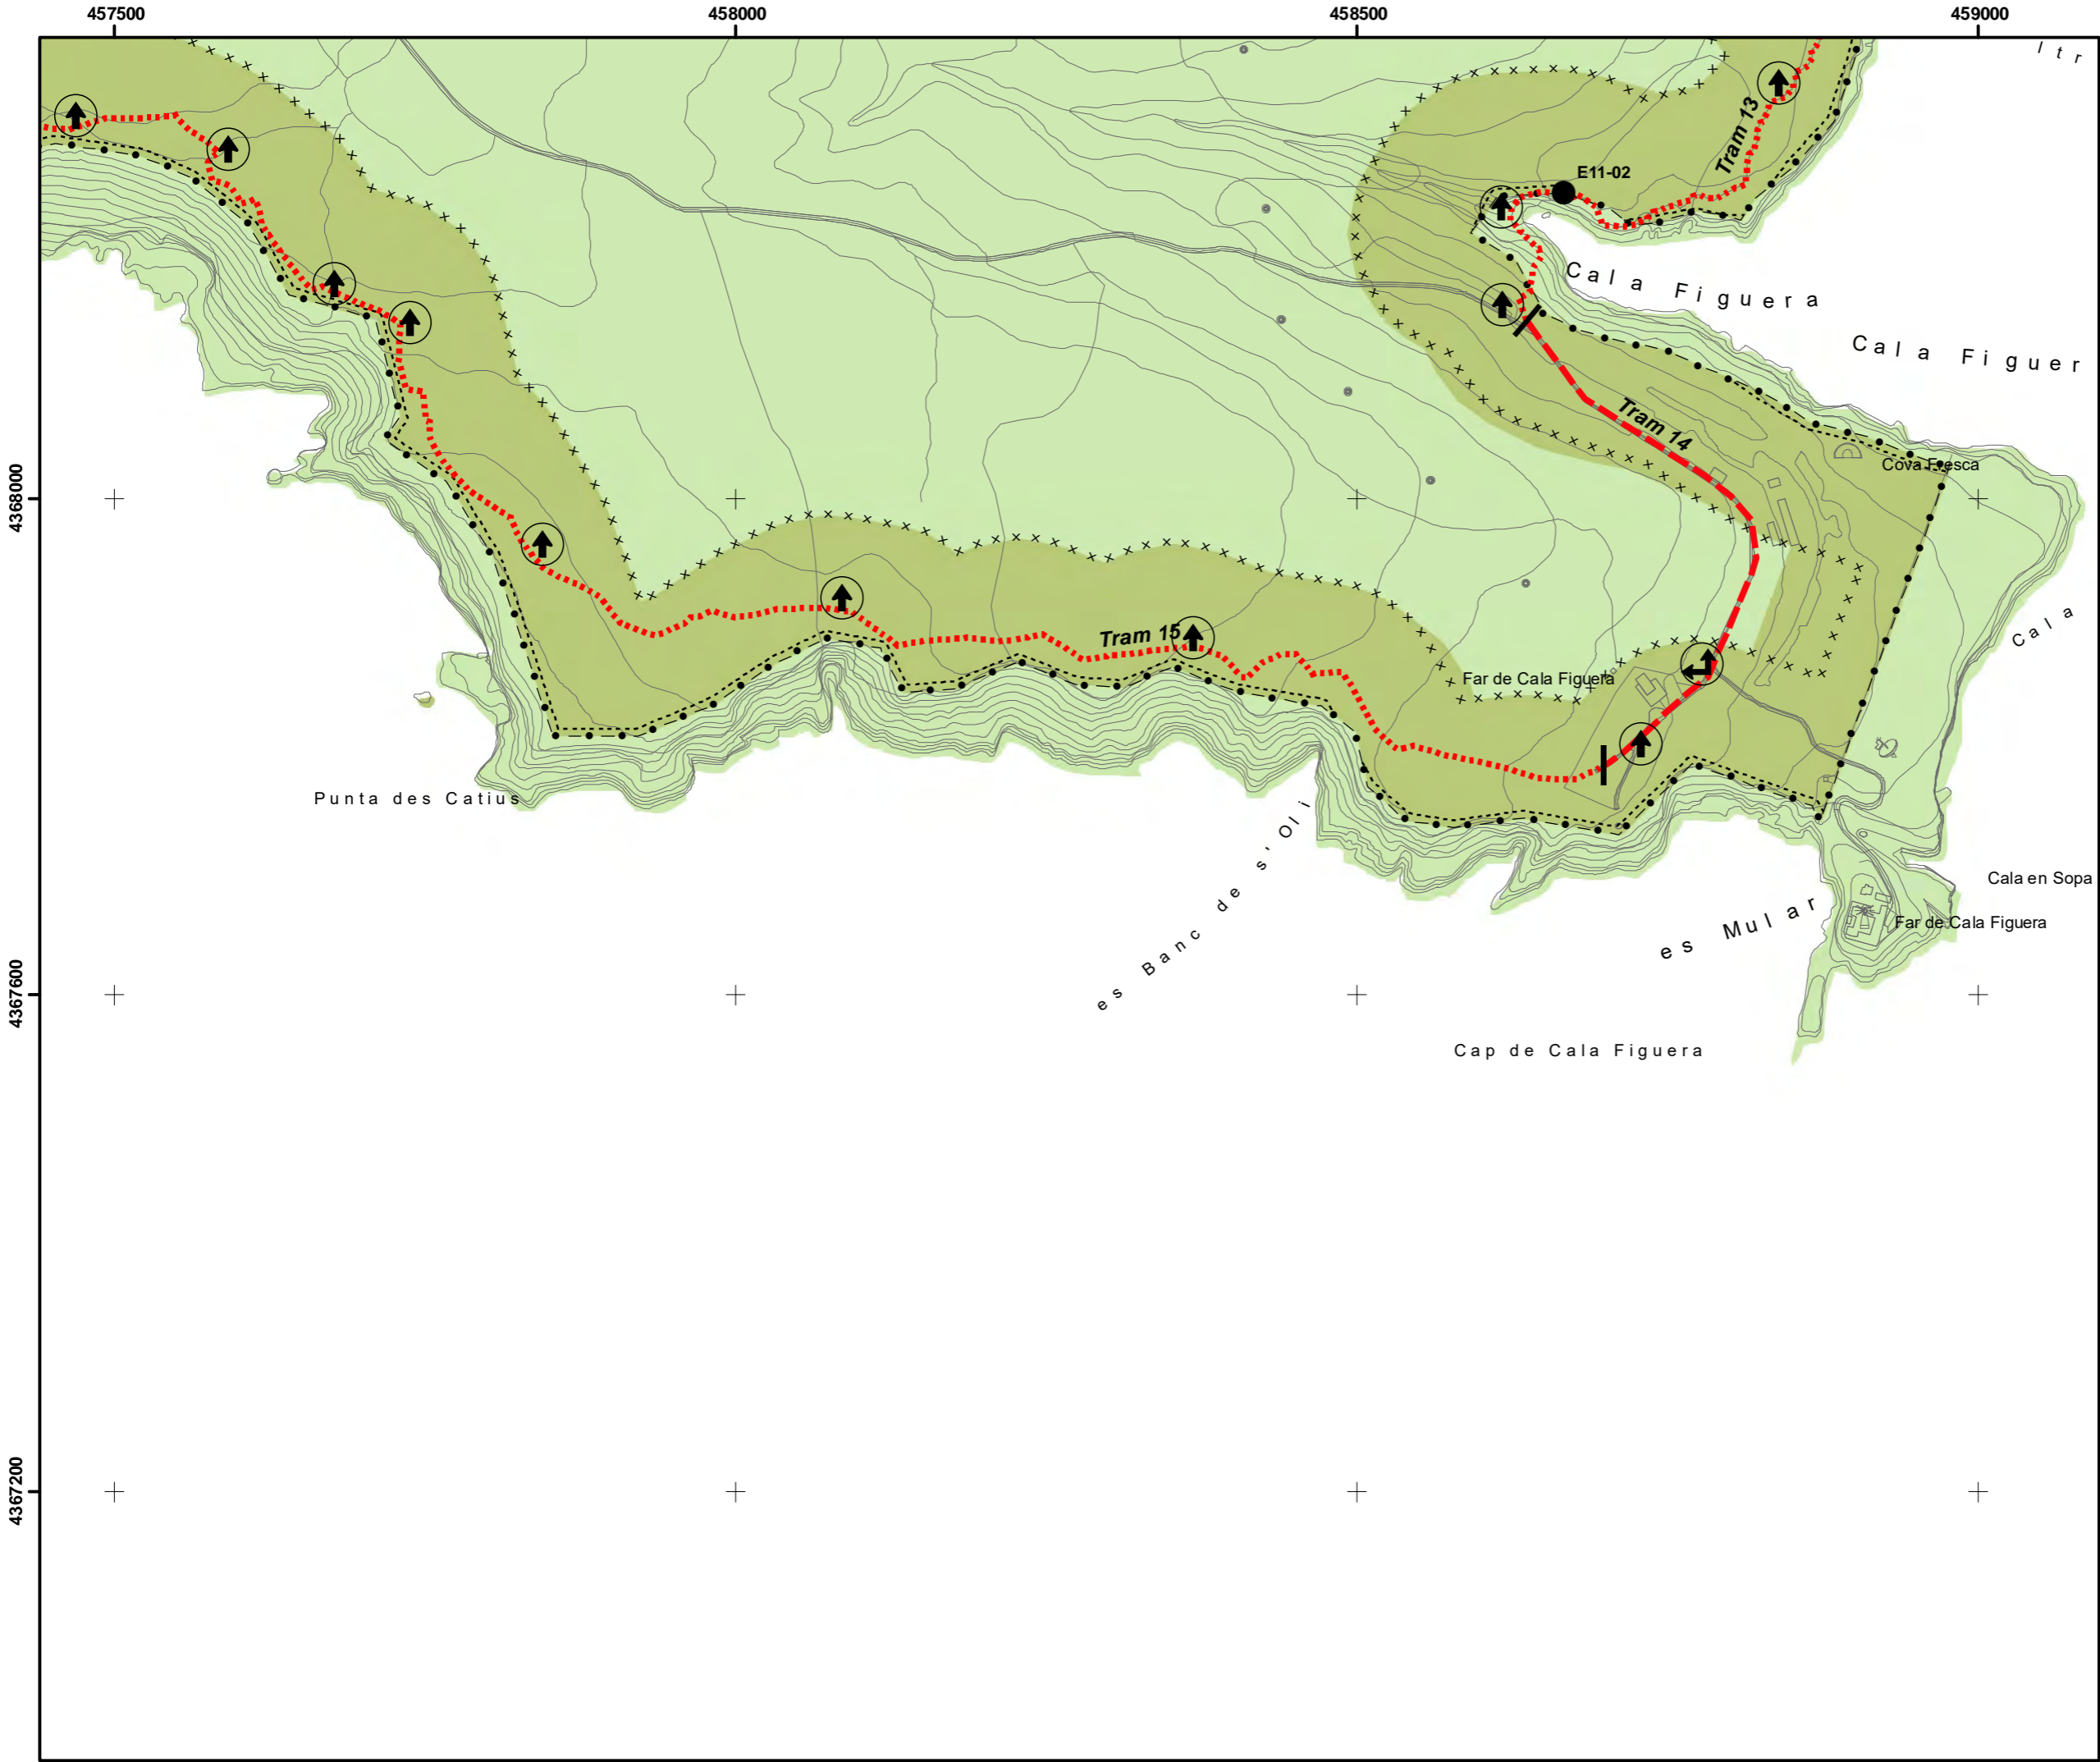 457500
458000
458500
459000
ltr
Tram 13
E11-02
Cala Figuera
Cala Figuer
Tram 14
Cova Fresca
4368000
Cala
Tram 15
Far de Cala Figuera
Punta des Catius
es Banc de s'Oli
Cala en Sopa
es Mular
Far de Cala Figuera
4367600
Cap de Cala Figuera
4367200